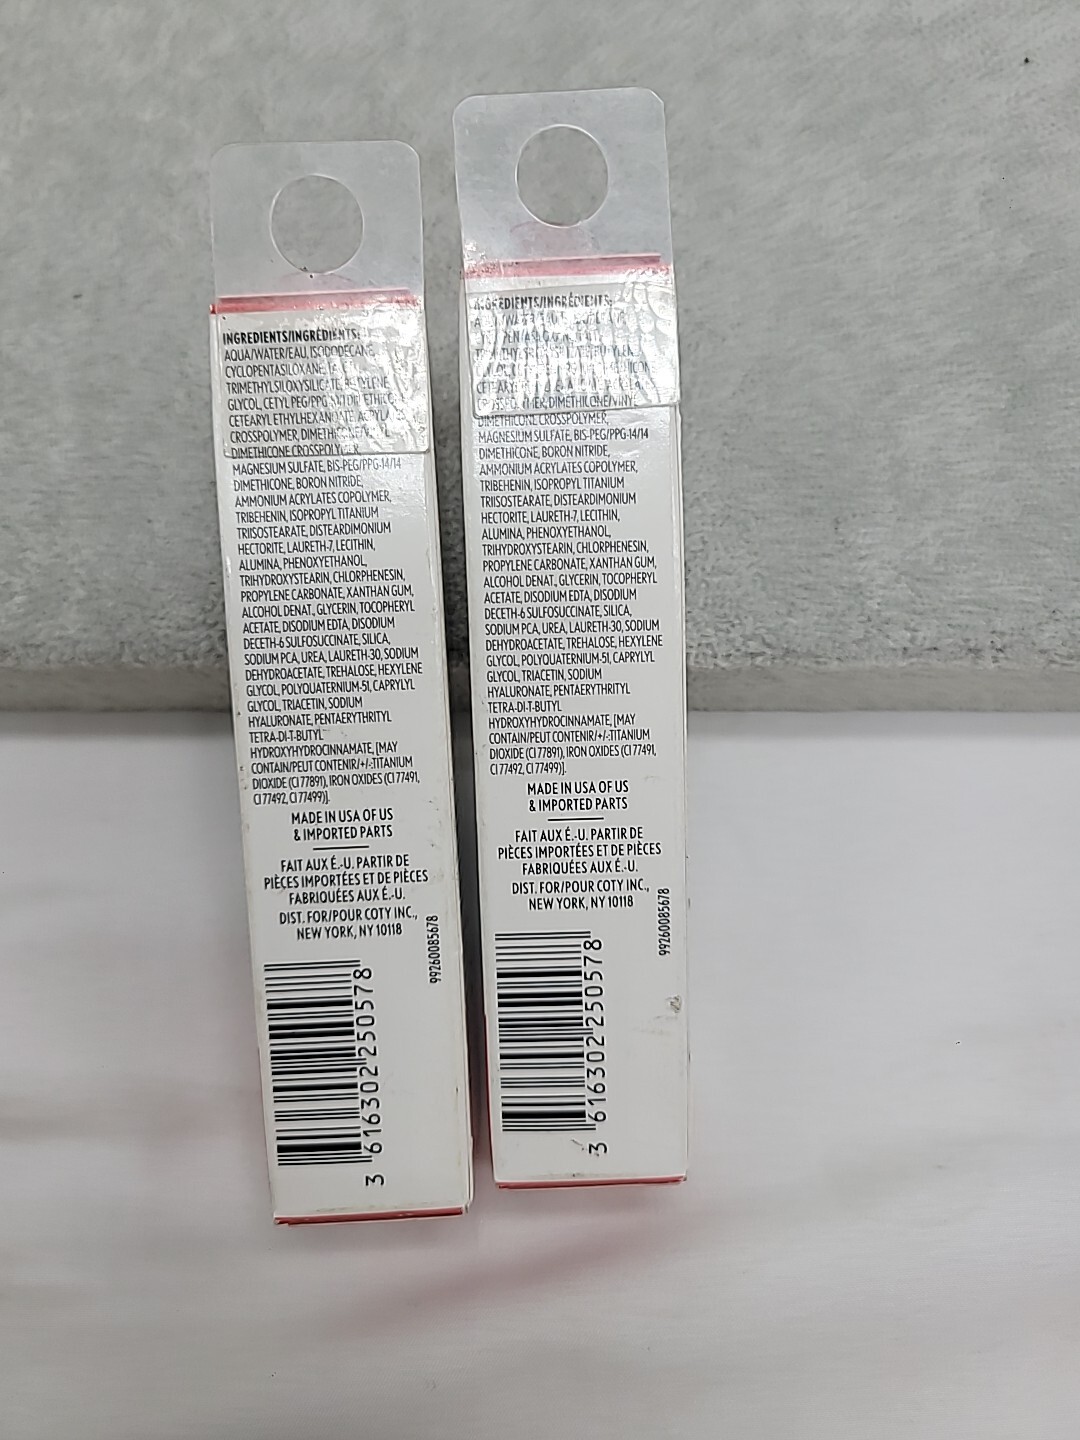 INGREDIENTS/INGRÉDIENTS:
AQUA/WATER/EAU, ISODODECANE,
CYCLOPENTASILOXANE,
TRIMETHYLSILOXYSILICATE, BUTYLENE
GLYCOL, CETYL PEG/PPG
CETEARYL ETHYLHEXANOATE, ACRYLATES
CROSSPOLYMER, DIMETHICONE/VINYL
DIMETHICONE CROSSPOLYMER,
MAGNESIUM SULFATE, BIS-PEG/PPG-14/14
DIMETHICONE, BORON NITRIDE,
AMMONIUM ACRYLATES COPOLYMER,
TRIBEHENIN, ISOPROPYL TITANIUM
TRIISOSTEARATE, DISTEARDIMONIUM
HECTORITE, LAURETH-7, LECITHIN,
ALUMINA, PHENOXYETHANOL,
TRIHYDROXYSTEARIN, CHLORPHENESIN,
PROPYLENE CARBONATE, XANTHAN GUM,
ALCOHOL DENAT., GLYCERIN, TOCOPHERYL
ACETATE, DISODIUM EDTA, DISODIUM
DECETH-6 SULFOSUCCINATE, SILICA,
SODIUM PCA, UREA, LAURETH-30, SODIUM
DEHYDROACETATE, TREHALOSE, HEXYLENE
GLYCOL, POLYQUATERNIUM-51, CAPRYLYL
GLYCOL, TRIACETIN, SODIUM
HYALURONATE, PENTAERYTHRITYL
TETRA-DI-T-BUTYL
HYDROXYHYDROCINNAMATE, [MAY
CONTAIN/PEUT CONTENIR/+/-:TITANIUM
DIOXIDE (CI 77891), IRON OXIDES (CI 77491,
CI 77492, CI 77499)].
MADE IN USA OF US
& IMPORTED PARTS
FAIT AUX É.-U. PARTIR DE
PIÈCES IMPORTÉES ET DE PIÈCES
FABRIQUÉES AUX É.-U.
DIST. FOR/POUR COTY INC.,
NEW YORK, NY 10118
99260085678
3 616302 250578
INGREDIENTS/INGRÉDIENTS:
CROSSPOLYMER, DIMETHICONE/VINYL
DIMETHICONE CROSSPOLYMER,
MAGNESIUM SULFATE, BIS-PEG/PPG-14/14
DIMETHICONE, BORON NITRIDE,
AMMONIUM ACRYLATES COPOLYMER,
TRIBEHENIN, ISOPROPYL TITANIUM
TRIISOSTEARATE, DISTEARDIMONIUM
HECTORITE, LAURETH-7, LECITHIN,
ALUMINA, PHENOXYETHANOL,
TRIHYDROXYSTEARIN, CHLORPHENESIN,
PROPYLENE CARBONATE, XANTHAN GUM,
ALCOHOL DENAT., GLYCERIN, TOCOPHERYL
ACETATE, DISODIUM EDTA, DISODIUM
DECETH-6 SULFOSUCCINATE, SILICA,
SODIUM PCA, UREA, LAURETH-30, SODIUM
DEHYDROACETATE, TREHALOSE, HEXYLENE
GLYCOL, POLYQUATERNIUM-51, CAPRYLYL
GLYCOL, TRIACETIN, SODIUM
HYALURONATE, PENTAERYTHRITYL
TETRA-DI-T-BUTYL
HYDROXYHYDROCINNAMATE, [MAY
CONTAIN/PEUT CONTENIR/+/-:TITANIUM
DIOXIDE (CI 77891), IRON OXIDES (CI 77491,
CI 77492, CI 77499)].
MADE IN USA OF US
& IMPORTED PARTS
FAIT AUX É.-U. PARTIR DE
PIÈCES IMPORTÉES ET DE PIÈCES
FABRIQUÉES AUX É.-U.
DIST. FOR/POUR COTY INC.,
NEW YORK, NY 10118
99260085678
3 616302 250578